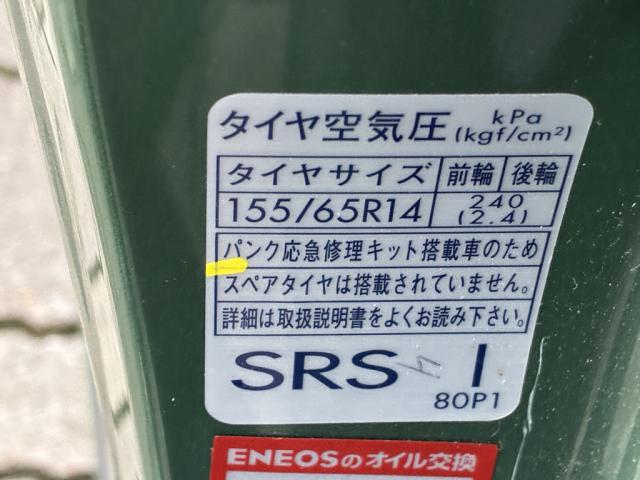 タイヤ空気圧 kPa
(kgf/cm²)
タイヤサイズ 前輪 後輪
155/65R14 240
(2.4)
パンク応急修理キット搭載車のため
スペアタイヤは搭載されていません。
詳細は取扱説明書をよくお読み下さい。
SRS I
80P1
ENEOSのオイル交換